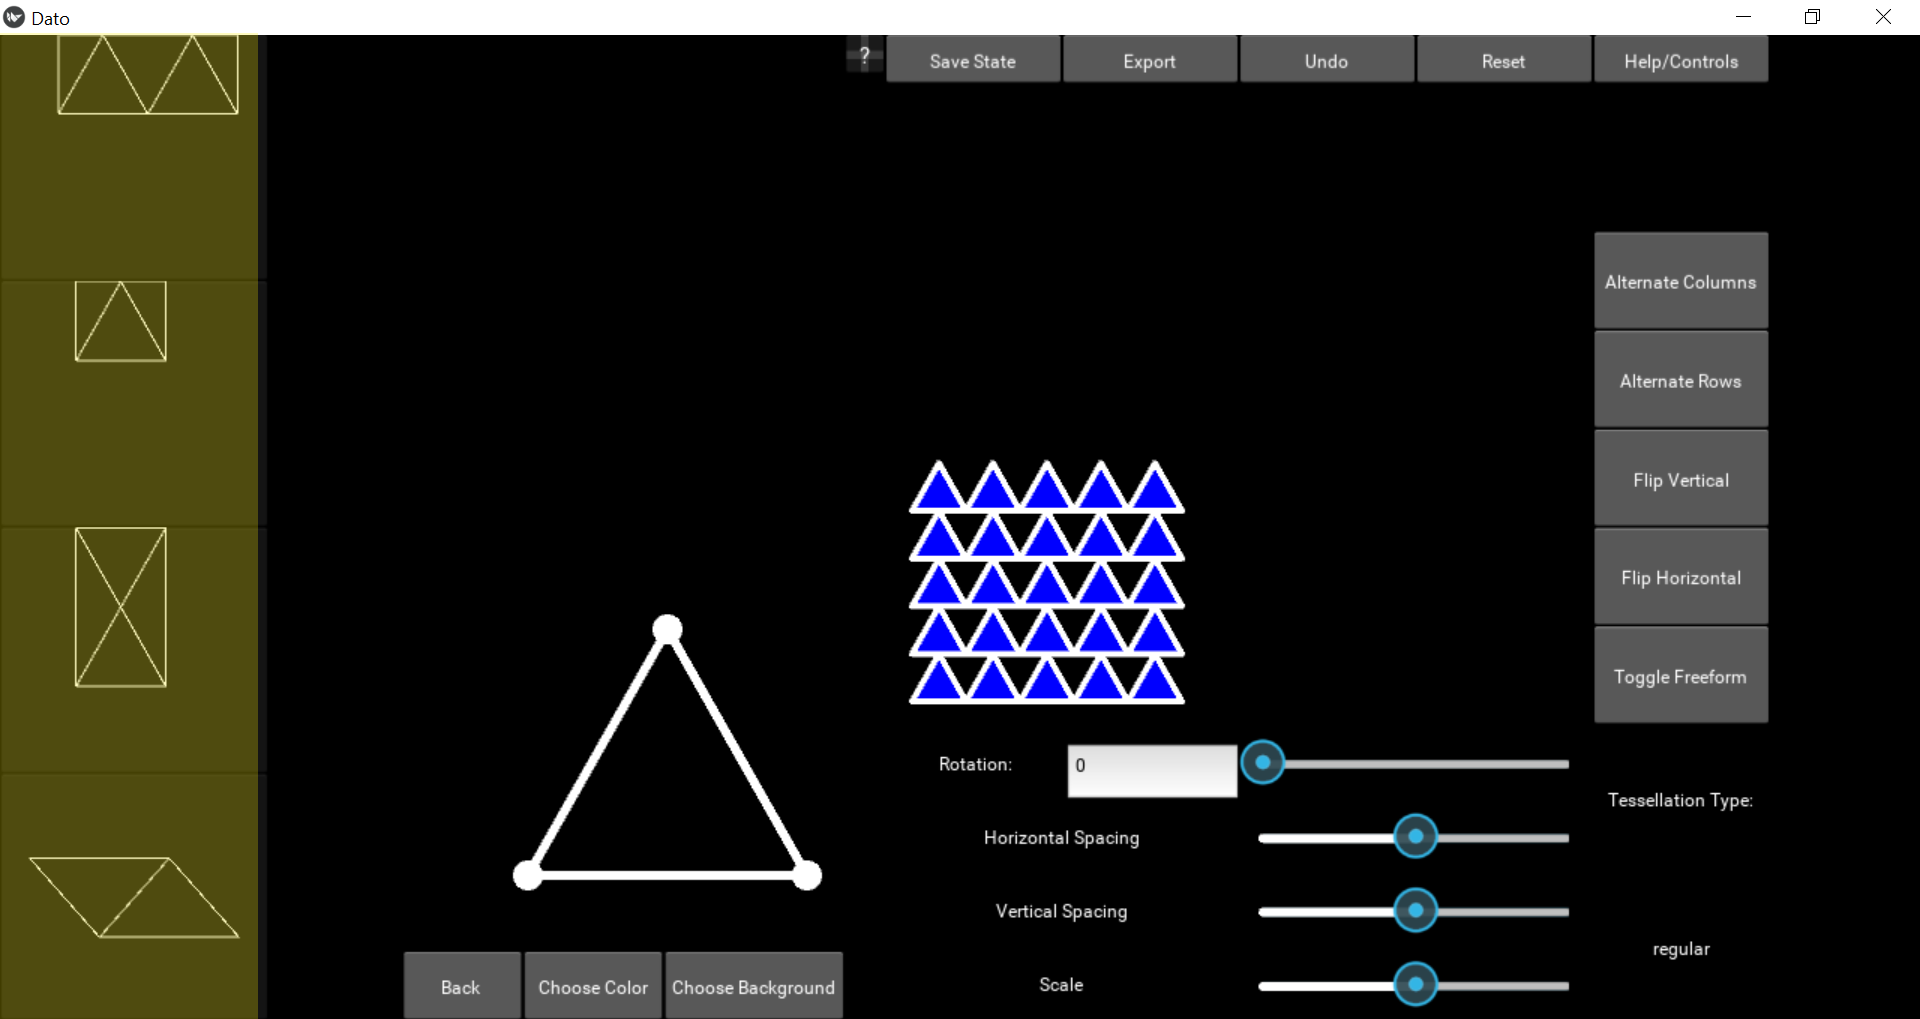 Dato
?
Save State
Export
Undo
Reset
Help/Controls
Alternate Columns
Alternate Rows
Flip Vertical
Flip Horizontal
Toggle Freeform
Rotation:
0
Tessellation Type:
Horizontal Spacing
Vertical Spacing
regular
Scale
Back
Choose Color
Choose Background